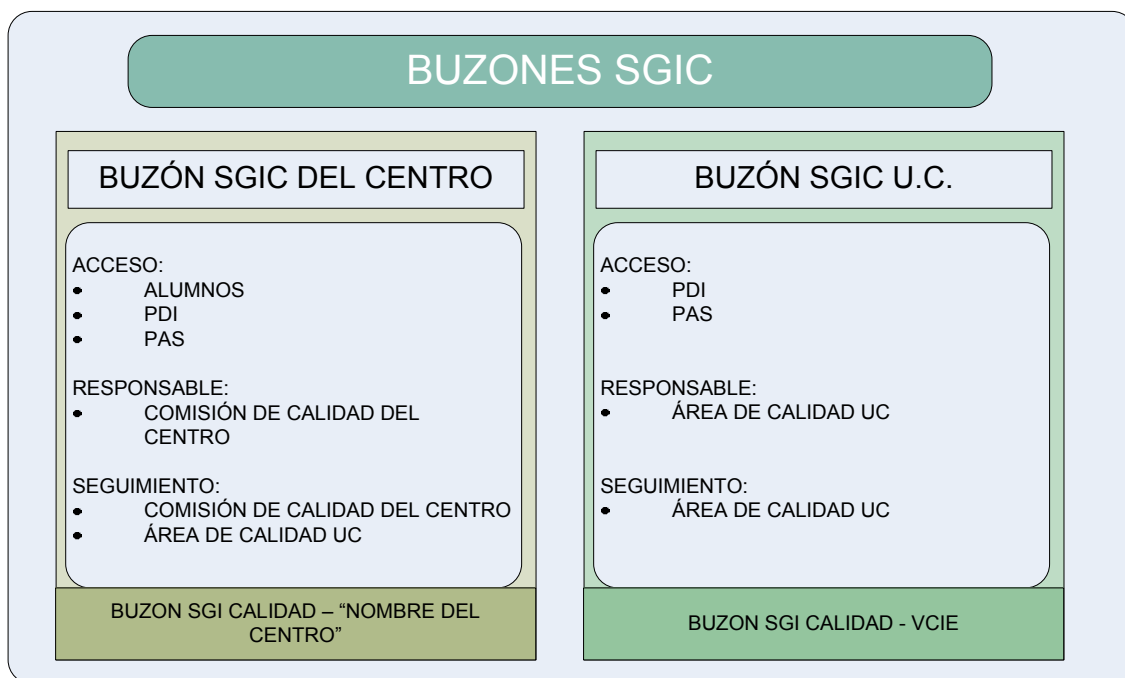 BUZONES SGIC
BUZÓN SGIC DEL CENTRO
ACCESO:
• ALUMNOS
• PDI
• PAS
RESPONSABLE:
• COMISIÓN DE CALIDAD DEL
CENTRO
SEGUIMIENTO:
• COMISIÓN DE CALIDAD DEL CENTRO
• ÁREA DE CALIDAD UC
BUZON SGI CALIDAD – “NOMBRE DEL
CENTRO”
BUZÓN SGIC U.C.
ACCESO:
• PDI
• PAS
RESPONSABLE:
• ÁREA DE CALIDAD UC
SEGUIMIENTO:
• ÁREA DE CALIDAD UC
BUZON SGI CALIDAD - VCIE